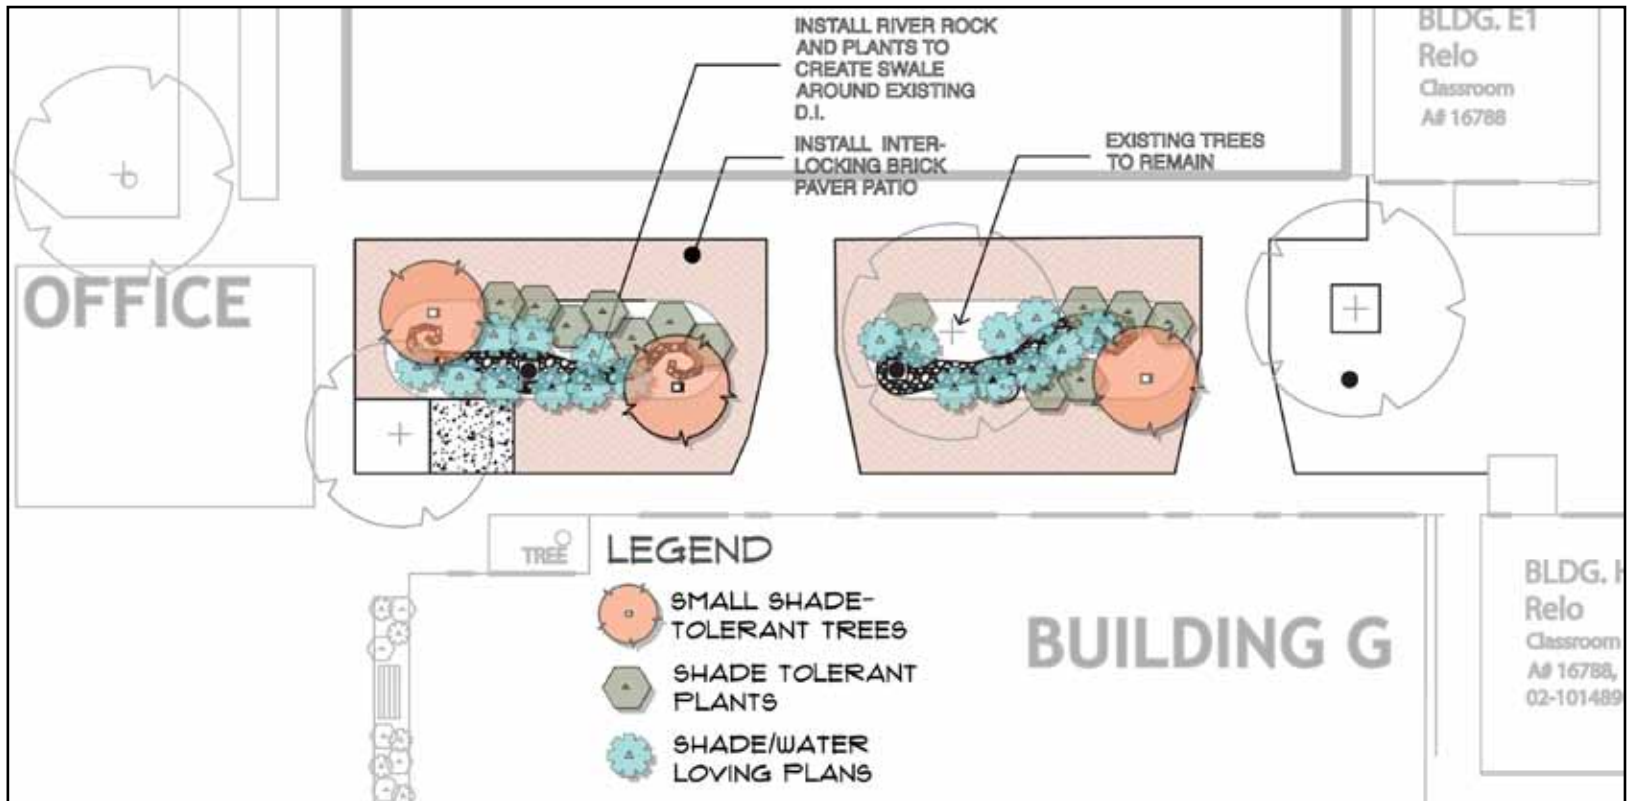 INSTALL RIVER ROCK
AND PLANTS TO
CREATE SWALE
AROUND EXISTING
D.I.
INSTALL INTER-
LOCKING BRICK
PAVER PATIO
EXISTING TREES
TO REMAIN
BLDG. E1
Relo
Classroom
A# 16788
OFFICE
TREE
LEGEND
SMALL SHADE-
TOLERANT TREES
SHADE TOLERANT
PLANTS
SHADE/WATER
LOVING PLANS
BUILDING G
BLDG.
Relo
Classroom
A# 16788,
02-101489